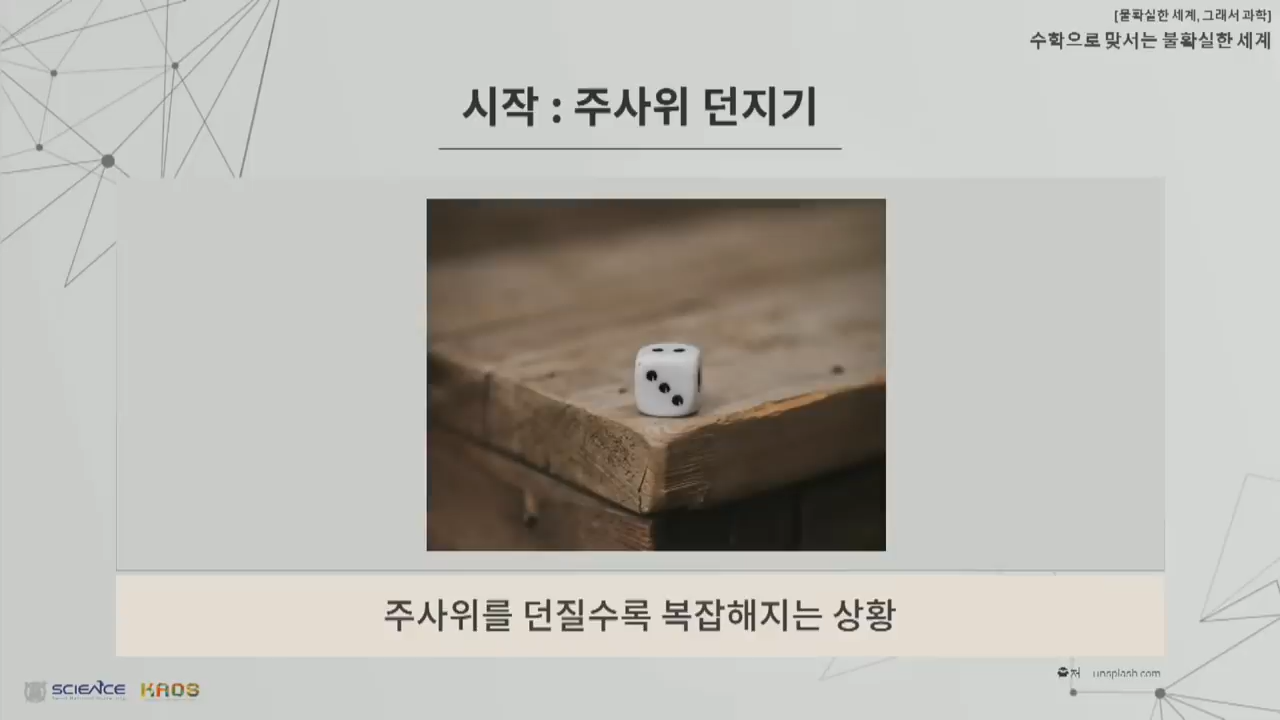 [불확실한 세계, 그래서 과학]
수학으로 맞서는 불확실한 세계
시작 : 주사위 던지기
주사위를 던질수록 복잡해지는 상황
출처 unsplash.com
SCIENCE
KAOS